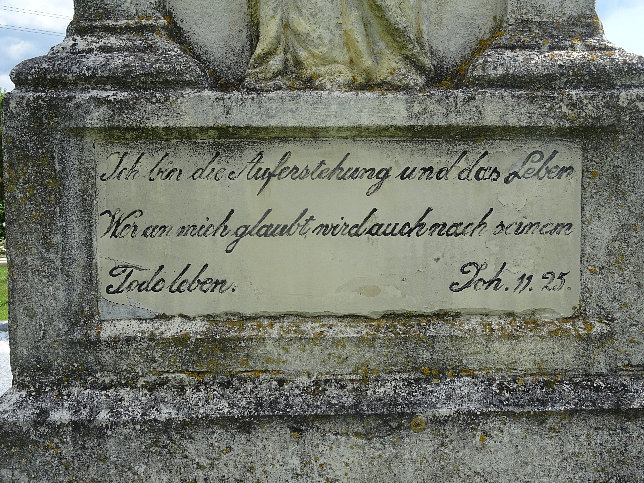 Ich bin die Auferstehung und das Leben
Wer an mich glaubt, wird auch nach seinem
Tode leben. Joh. 11. 25.